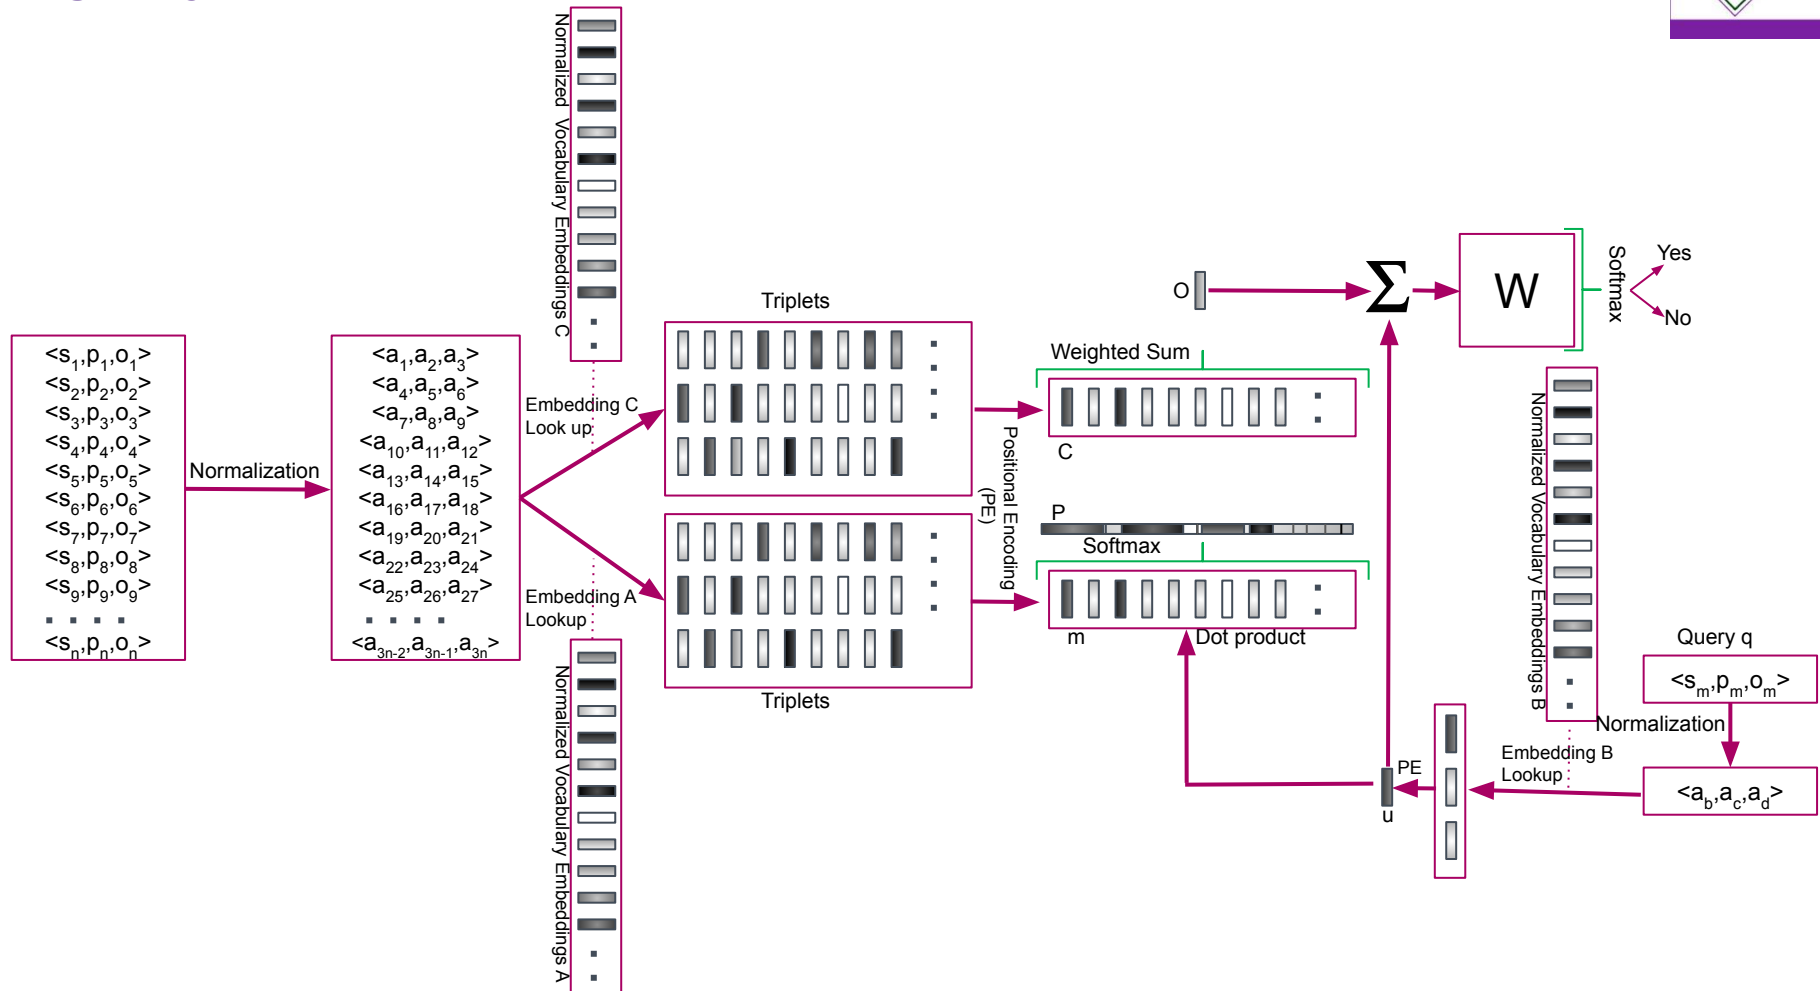 <s1,p1,o1>
<s2,p2,o2>
<s3,p3,o3>
<s4,p4,o4>
<s5,p5,o5>
<s6,p6,o6>
<s7,p7,o7>
<s8,p8,o8>
<s9,p9,o9>
<sn,pn,on>
Normalization
<a1,a2,a3>
<a4,a5,a6>
<a7,a8,a9>
<a10,a11,a12>
<a13,a14,a15>
<a16,a17,a18>
<a19,a20,a21>
<a22,a23,a24>
<a25,a26,a27>
<a3n-2,a3n-1,a3n>
Normalized Vocabulary Embeddings C
Embedding C
Look up
Embedding A
Lookup
Normalized Vocabulary Embeddings A
Triplets
Triplets
Positional Encoding
(PE)
Weighted Sum
C
P
Softmax
m
Dot product
O
Σ
W
Softmax
Yes
No
Normalized Vocabulary Embeddings B
Query q
<sm,pm,om>
Normalization
<ab,ac,ad>
Embedding B
Lookup
PE
u